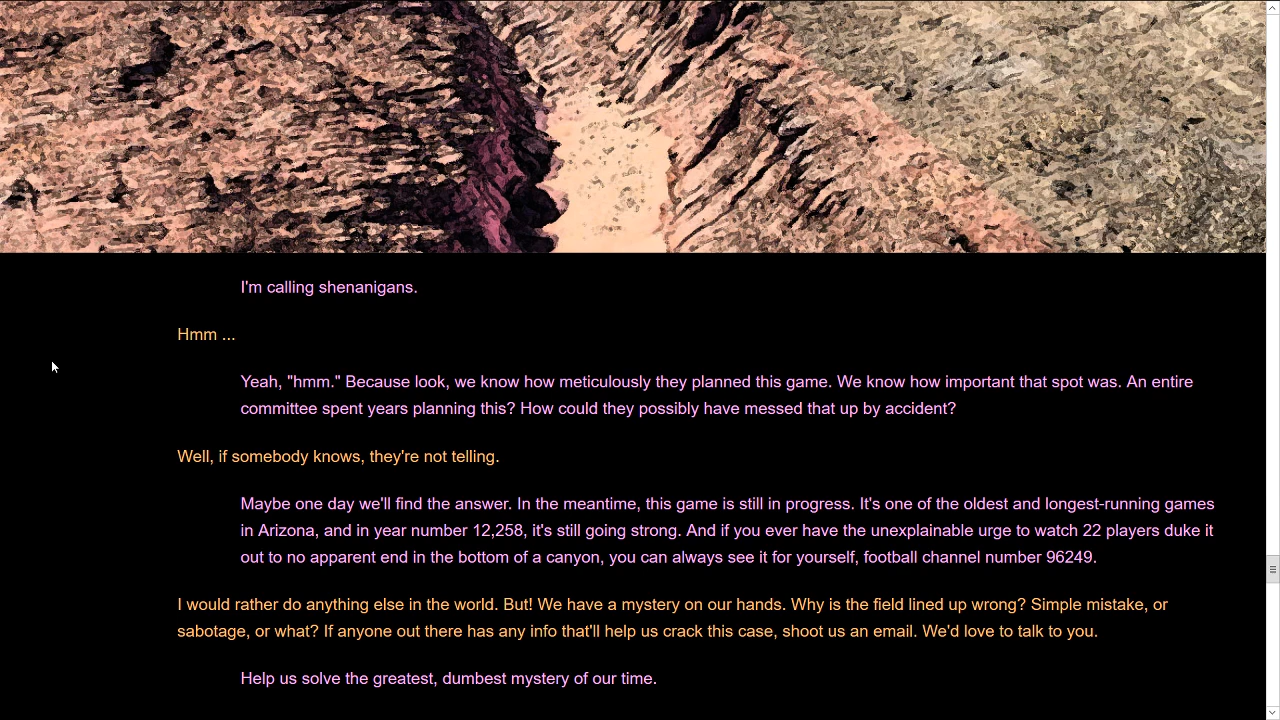 I'm calling shenanigans.
Hmm ...
Yeah, "hmm." Because look, we know how meticulously they planned this game. We know how important that spot was. An entire
committee spent years planning this? How could they possibly have messed that up by accident?
Well, if somebody knows, they're not telling.
Maybe one day we'll find the answer. In the meantime, this game is still in progress. It's one of the oldest and longest-running games
in Arizona, and in year number 12,258, it's still going strong. And if you ever have the unexplainable urge to watch 22 players duke it
out to no apparent end in the bottom of a canyon, you can always see it for yourself, football channel number 96249.
I would rather do anything else in the world. But! We have a mystery on our hands. Why is the field lined up wrong? Simple mistake, or
sabotage, or what? If anyone out there has any info that'll help us crack this case, shoot us an email. We'd love to talk to you.
Help us solve the greatest, dumbest mystery of our time.